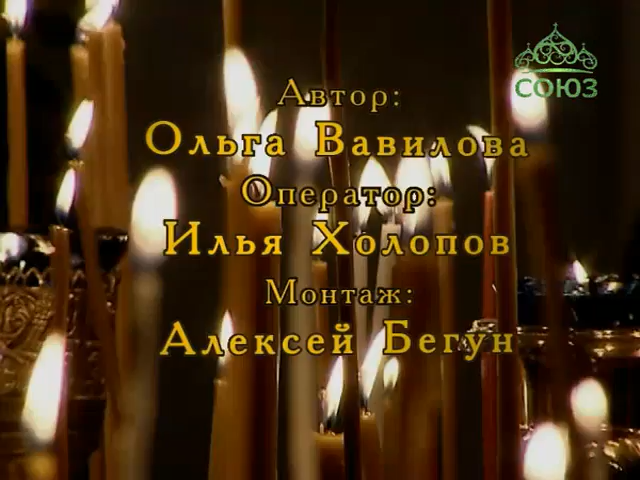 СОЮЗ
Автор:
Ольга Вавилова
Оператор:
Илья Холопов
Монтаж:
Алексей Бегун